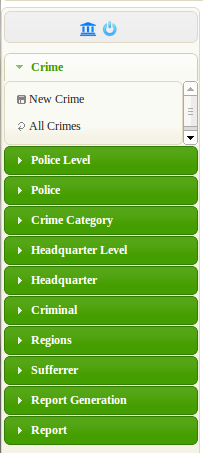 Crime
New Crime
All Crimes
Police Level
Police
Crime Category
Headquarter Level
Headquarter
Criminal
Regions
Sufferrer
Report Generation
Report